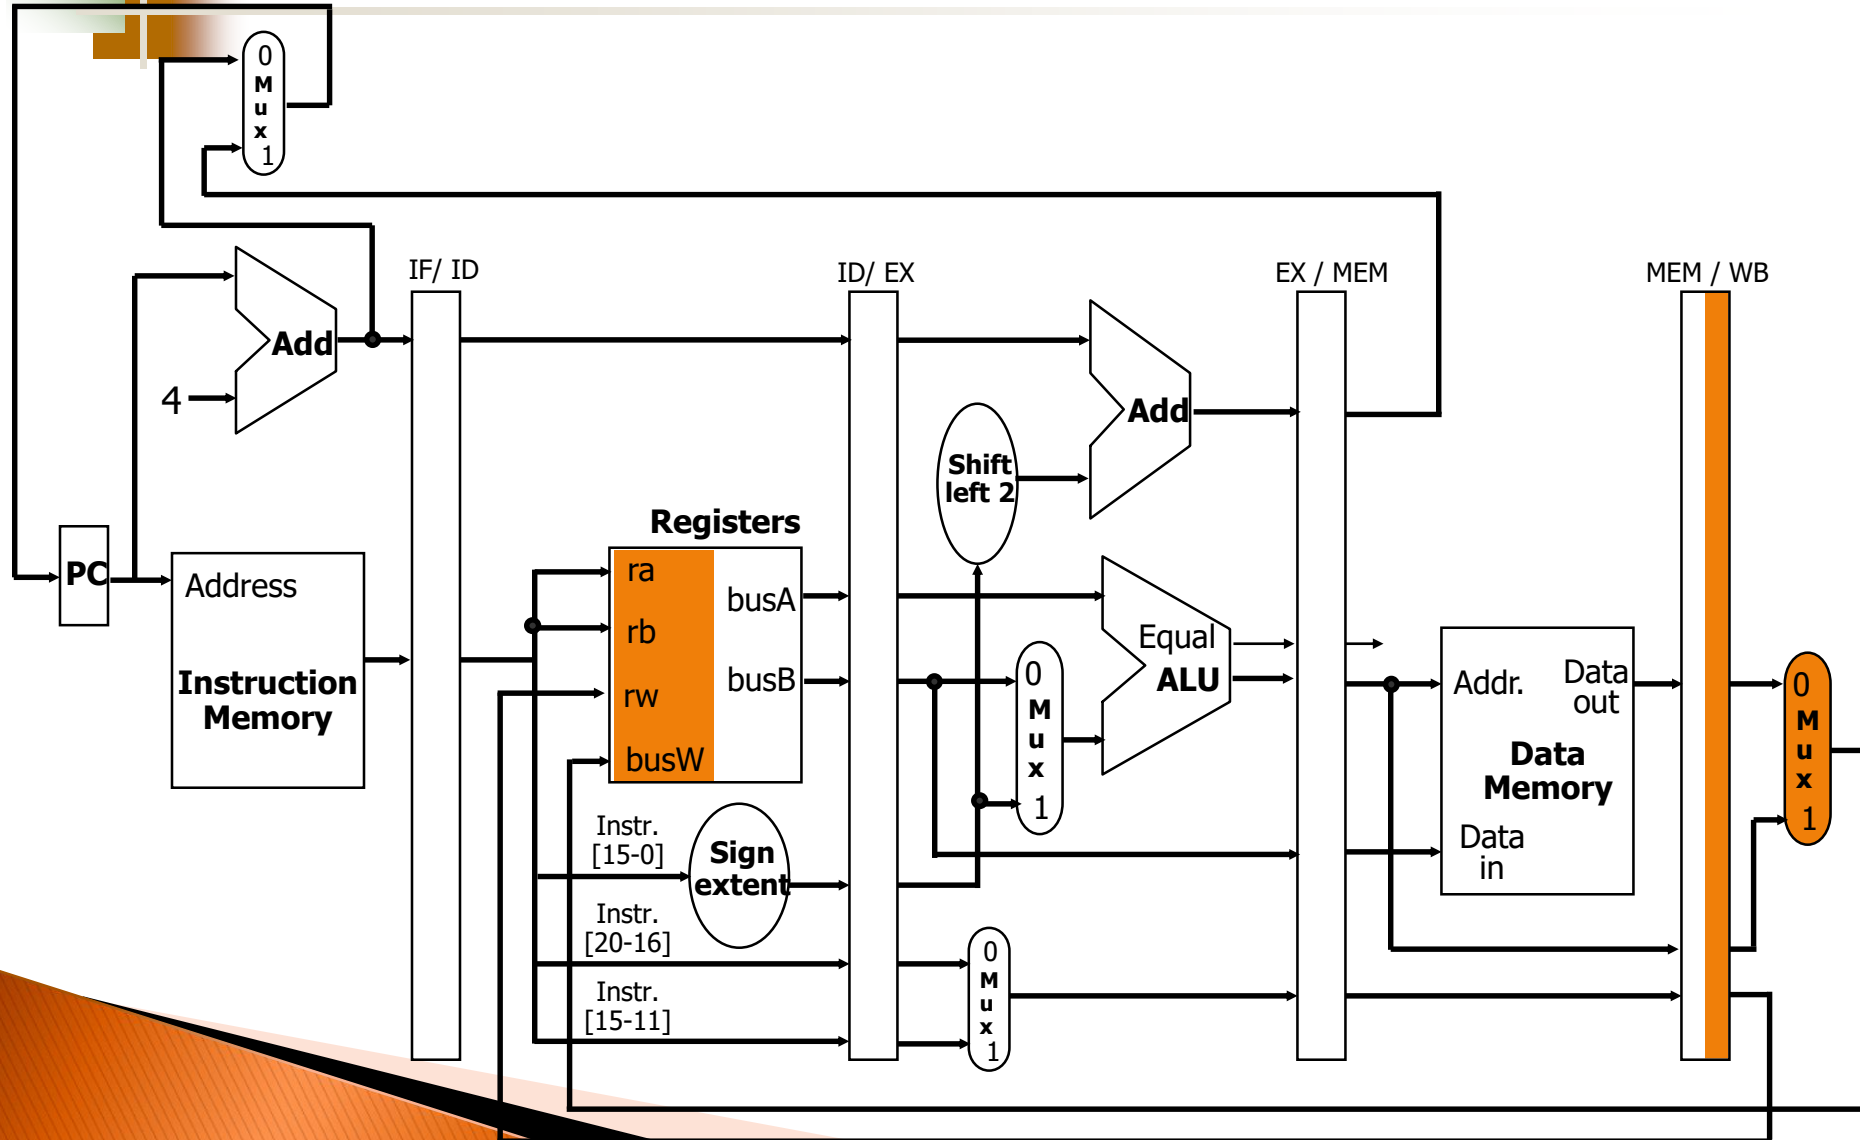 0
M
u
x
1
IF/ ID
ID/ EX
EX / MEM
MEM / WB
Add
4
Add
Shift
left 2
Registers
PC
Address
Instruction
Memory
ra
rb
rw
busW
busA
busB
0
M
u
x
1
Equal
ALU
Addr.
Data
out
Data
Memory
Data
in
0
M
u
x
1
Instr.
[15-0]
Sign
extent
Instr.
[20-16]
Instr.
[15-11]
0
M
u
x
1